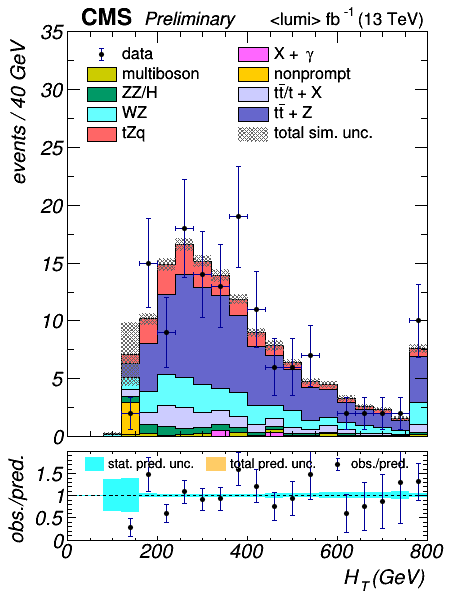 CMS Preliminary <lumi> fb⁻¹ (13 TeV)
events / 40 GeV
35
30
25
20
15
10
5
0
data
multiboson
ZZ/H
WZ
tZq
X + γ
nonprompt
tt̄/t + X
tt̄ + Z
total sim. unc.
obs./pred.
1.5
1
0.5
0
stat. pred. unc. total pred. unc. obs./pred.
0 200 400 600 800
H_T (GeV)